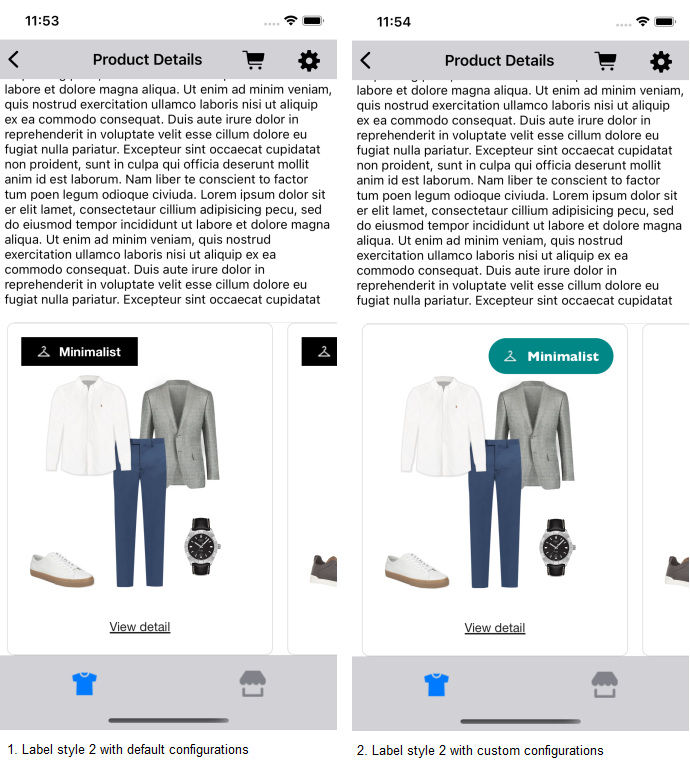 11:53
Product Details
labore et dolore magna aliqua. Ut enim ad minim veniam,
quis nostrud exercitation ullamco laboris nisi ut aliquip
ex ea commodo consequat. Duis aute irure dolor in
reprehenderit in voluptate velit esse cillum dolore eu
fugiat nulla pariatur. Excepteur sint occaecat cupidatat
non proident, sunt in culpa qui officia deserunt mollit
anim id est laborum. Nam liber te conscient to factor
tum poen legum odioque civiuda. Lorem ipsum dolor sit
er elit lamet, consectetaur cillium adipisicing pecu, sed
do eiusmod tempor incididunt ut labore et dolore magna
aliqua. Ut enim ad minim veniam, quis nostrud
exercitation ullamco laboris nisi ut aliquip ex ea
commodo consequat. Duis aute irure dolor in
reprehenderit in voluptate velit esse cillum dolore eu
fugiat nulla pariatur. Excepteur sint occaecat cupidatat
Minimalist
View detail
1. Label style 2 with default configurations
11:54
Product Details
labore et dolore magna aliqua. Ut enim ad minim veniam,
quis nostrud exercitation ullamco laboris nisi ut aliquip
ex ea commodo consequat. Duis aute irure dolor in
reprehenderit in voluptate velit esse cillum dolore eu
fugiat nulla pariatur. Excepteur sint occaecat cupidatat
non proident, sunt in culpa qui officia deserunt mollit
anim id est laborum. Nam liber te conscient to factor
tum poen legum odioque civiuda. Lorem ipsum dolor sit
er elit lamet, consectetaur cillium adipisicing pecu, sed
do eiusmod tempor incididunt ut labore et dolore magna
aliqua. Ut enim ad minim veniam, quis nostrud
exercitation ullamco laboris nisi ut aliquip ex ea
commodo consequat. Duis aute irure dolor in
reprehenderit in voluptate velit esse cillum dolore eu
fugiat nulla pariatur. Excepteur sint occaecat cupidatat
Minimalist
View detail
2. Label style 2 with custom configurations